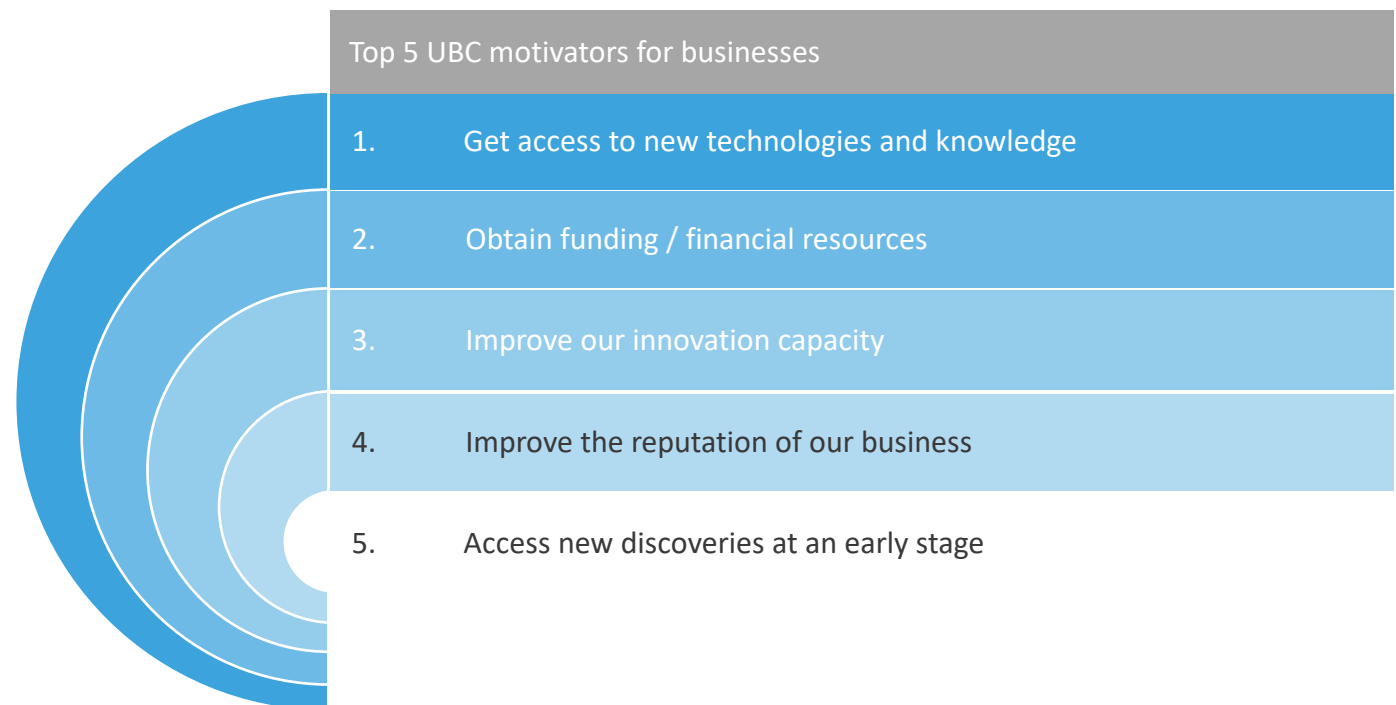 Top 5 UBC motivators for businesses
1. Get access to new technologies and knowledge
2. Obtain funding / financial resources
3. Improve our innovation capacity
4. Improve the reputation of our business
5. Access new discoveries at an early stage